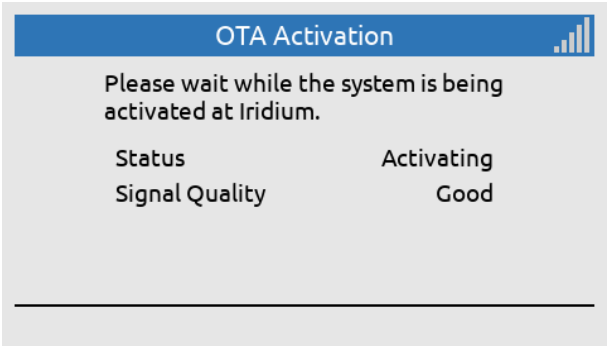 OTA Activation
Please wait while the system is being
activated at Iridium.
Status Activating
Signal Quality Good